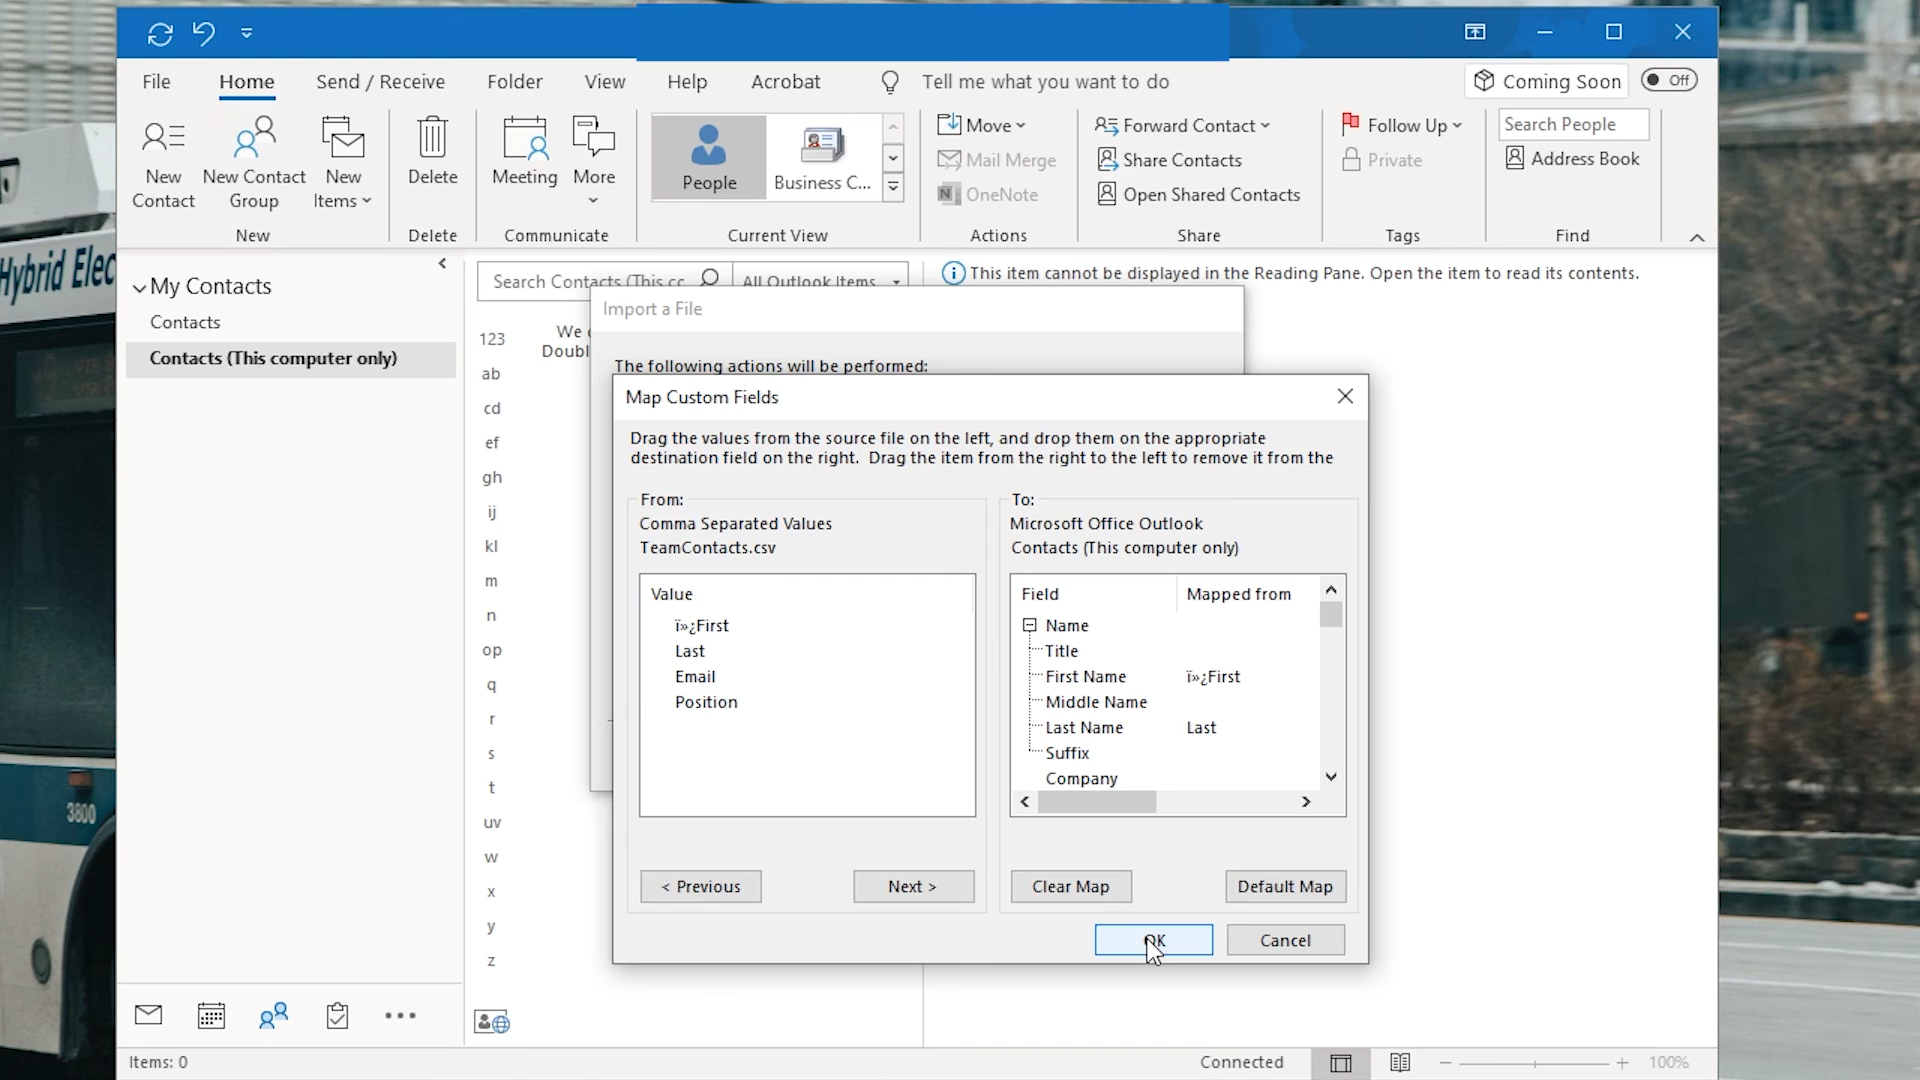 File
Home
Send / Receive
Folder
View
Help
Acrobat
Tell me what you want to do
Coming Soon
Off
New
Contact
New Contact
Group
New
Items
New
Delete
Delete
Meeting
More
Communicate
People
Business C...
Current View
Move
Mail Merge
OneNote
Actions
Forward Contact
Share Contacts
Open Shared Contacts
Share
Follow Up
Private
Tags
Search People
Address Book
Find
Hybrid Elec
3800
My Contacts
Contacts
Contacts (This computer only)
Search Contacts (This cc
All Outlook Items
This item cannot be displayed in the Reading Pane. Open the item to read its contents.
We
Doubl
123
ab
cd
ef
gh
ij
kl
m
n
op
q
r
s
t
uv
w
x
y
z
Import a File
The following actions will be performed:
Map Custom Fields
Drag the values from the source file on the left, and drop them on the appropriate
destination field on the right. Drag the item from the right to the left to remove it from the
From:
Comma Separated Values
TeamContacts.csv
Value
ï»¿First
Last
Email
Position
< Previous
Next >
To:
Microsoft Office Outlook
Contacts (This computer only)
Field Mapped from
Name
Title
First Name ï»¿First
Middle Name
Last Name Last
Suffix
Company
Clear Map
Default Map
OK
Cancel
Items: 0
Connected
100%